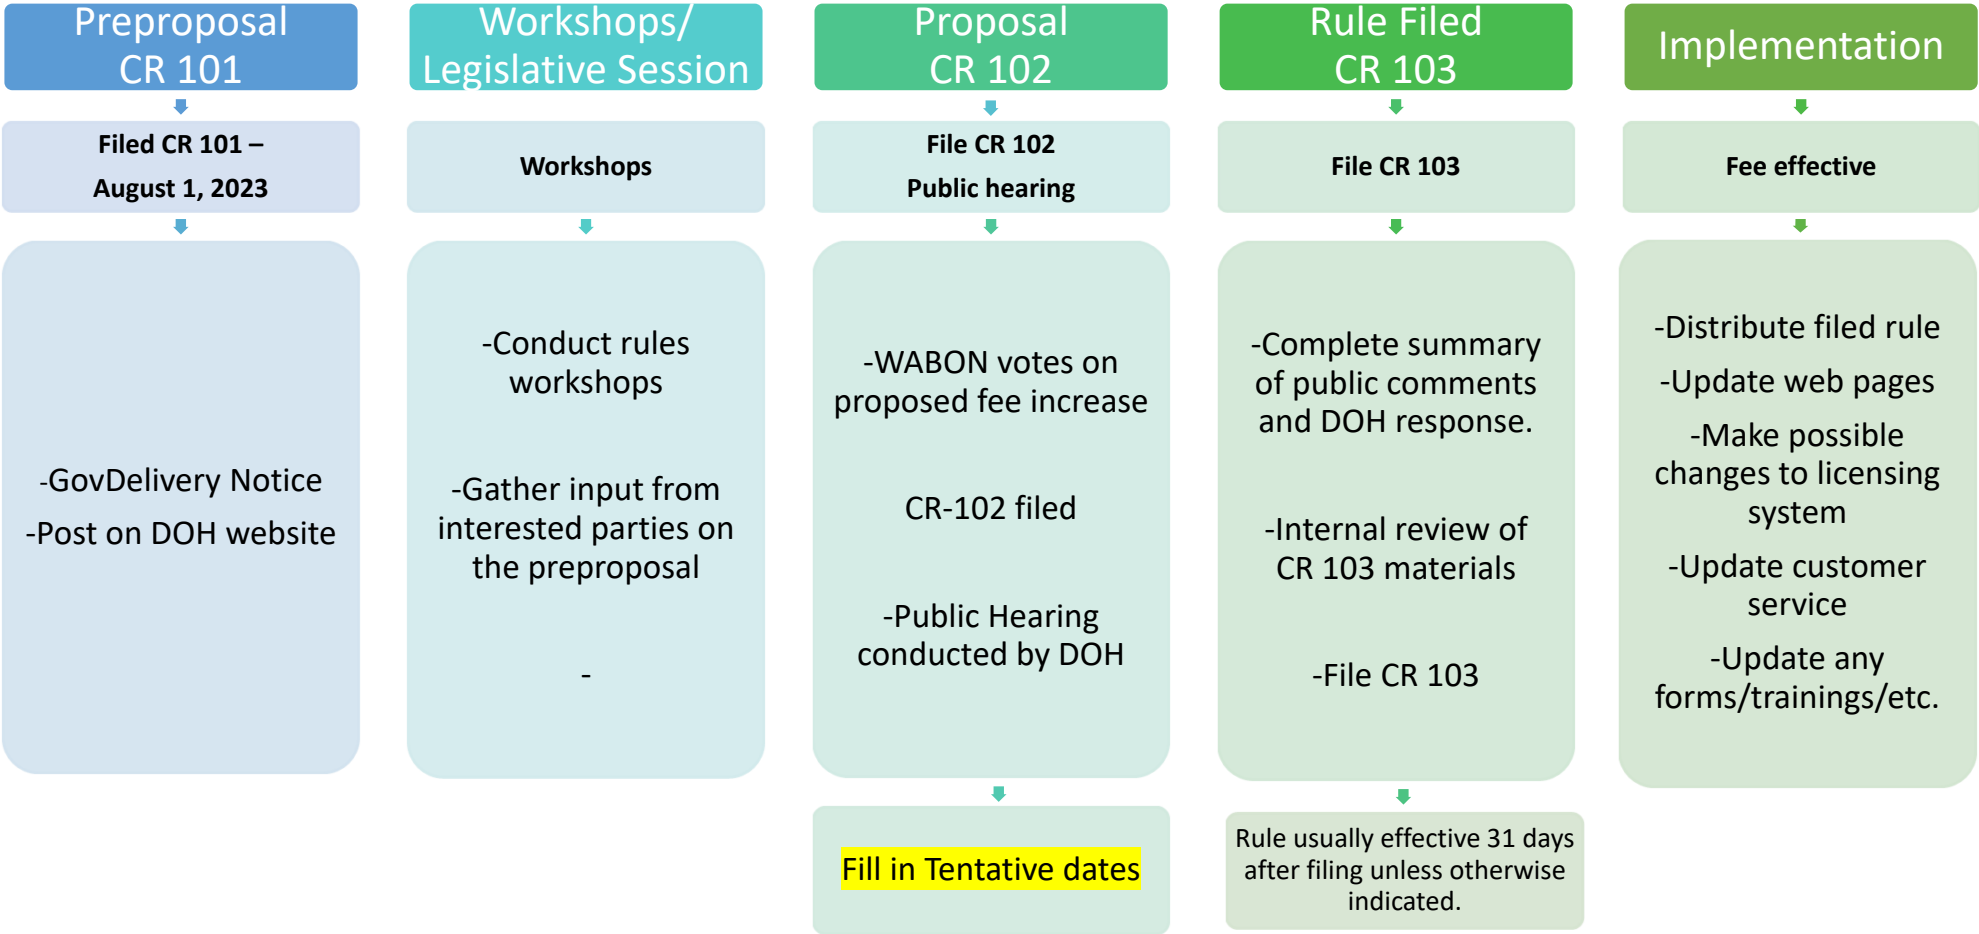 Preproposal
CR 101
Filed CR 101 –
August 1, 2023
-GovDelivery Notice
-Post on DOH website
Workshops/
Legislative Session
Workshops
-Conduct rules
workshops
-Gather input from
interested parties on
the preproposal
-
Proposal
CR 102
File CR 102
Public hearing
-WABON votes on
proposed fee increase
CR-102 filed
-Public Hearing
conducted by DOH
Fill in Tentative dates
Rule Filed
CR 103
File CR 103
-Complete summary
of public comments
and DOH response.
-Internal review of
CR 103 materials
-File CR 103
Rule usually effective 31 days
after filing unless otherwise
indicated.
Implementation
Fee effective
-Distribute filed rule
-Update web pages
-Make possible
changes to licensing
system
-Update customer
service
-Update any
forms/trainings/etc.